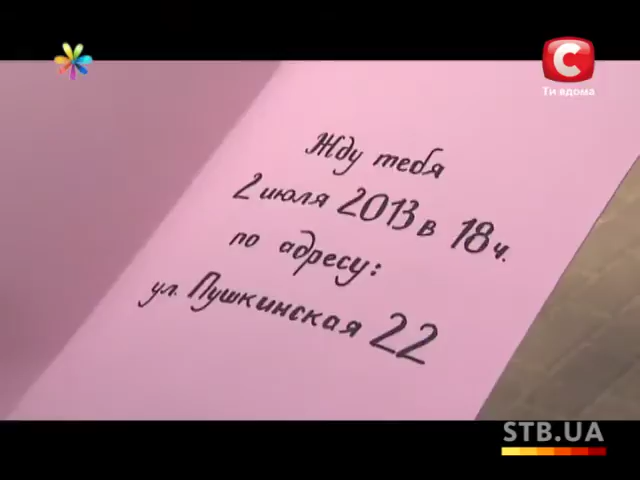 Ти вдома
Жду тебя
2 июля 2013 в 18 ч.
по адресу:
ул. Пушкинская 22
STB.UA